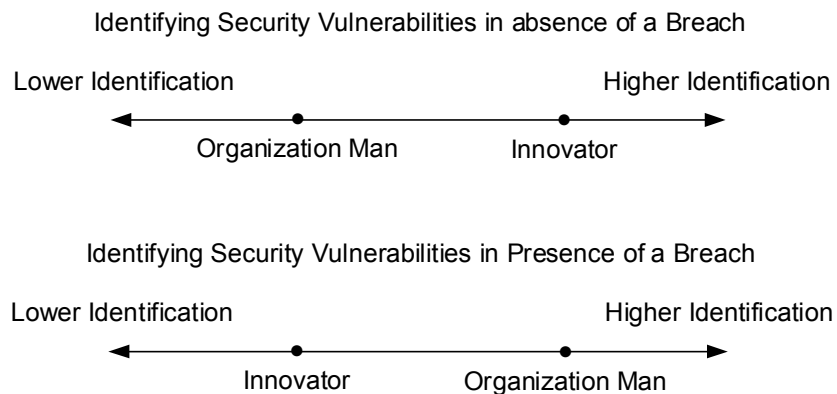 Identifying Security Vulnerabilities in absence of a Breach
Lower Identification Higher Identification
Organization Man Innovator
Identifying Security Vulnerabilities in Presence of a Breach
Lower Identification Higher Identification
Innovator Organization Man